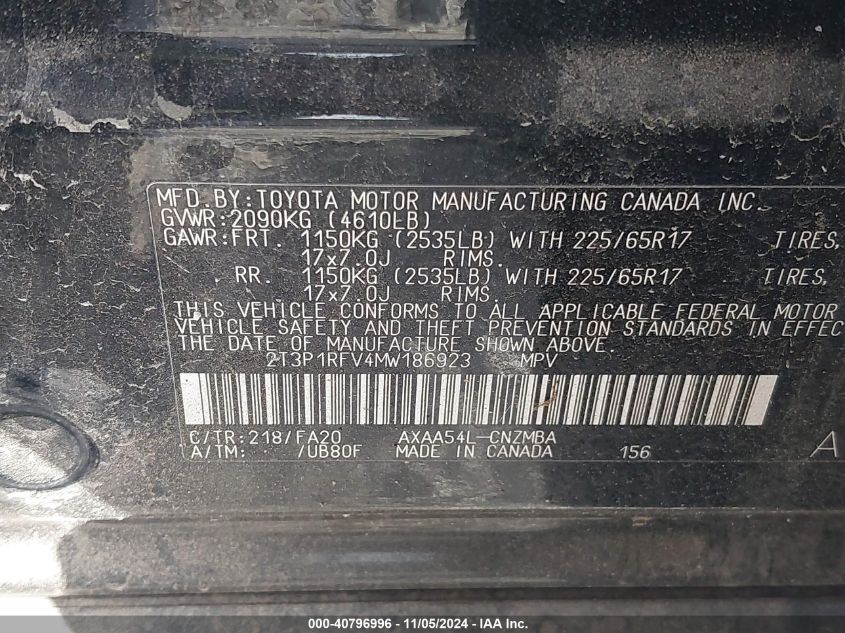 MFD.BY:TOYOTA MOTOR MANUFACTURING CANADA INC.
GVWR:2090KG (4610LB)
GAWR:FRT. 1150KG (2535LB) WITH 225/65R17 TIRES,
17x7.0J RIMS.
RR. 1150KG (2535LB) WITH 225/65R17 TIRES,
17x7.0J RIMS.
THIS VEHICLE CONFORMS TO ALL APPLICABLE FEDERAL MOTOR
VEHICLE SAFETY AND THEFT PREVENTION STANDARDS IN EFFEC
THE DATE OF MANUFACTURE SHOWN ABOVE.
2T3P1RFV4MW186923 MPV
C/TR:218/FA20 AXAA54L-CNZMBA
A/TM: /UB80F MADE IN CANADA 156 A
000-40796996 - 11/05/2024 - IAA Inc.